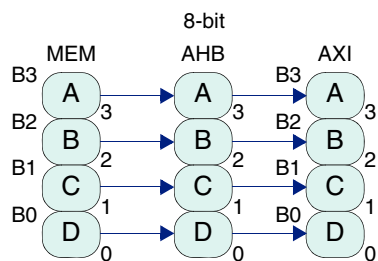 8-bit
MEM AHB AXI
B3 A 3 A 3 B3 A 3
B2 B 2 B 2 B2 B 2
B1 C 1 C 1 B1 C 1
B0 D 0 D 0 B0 D 0